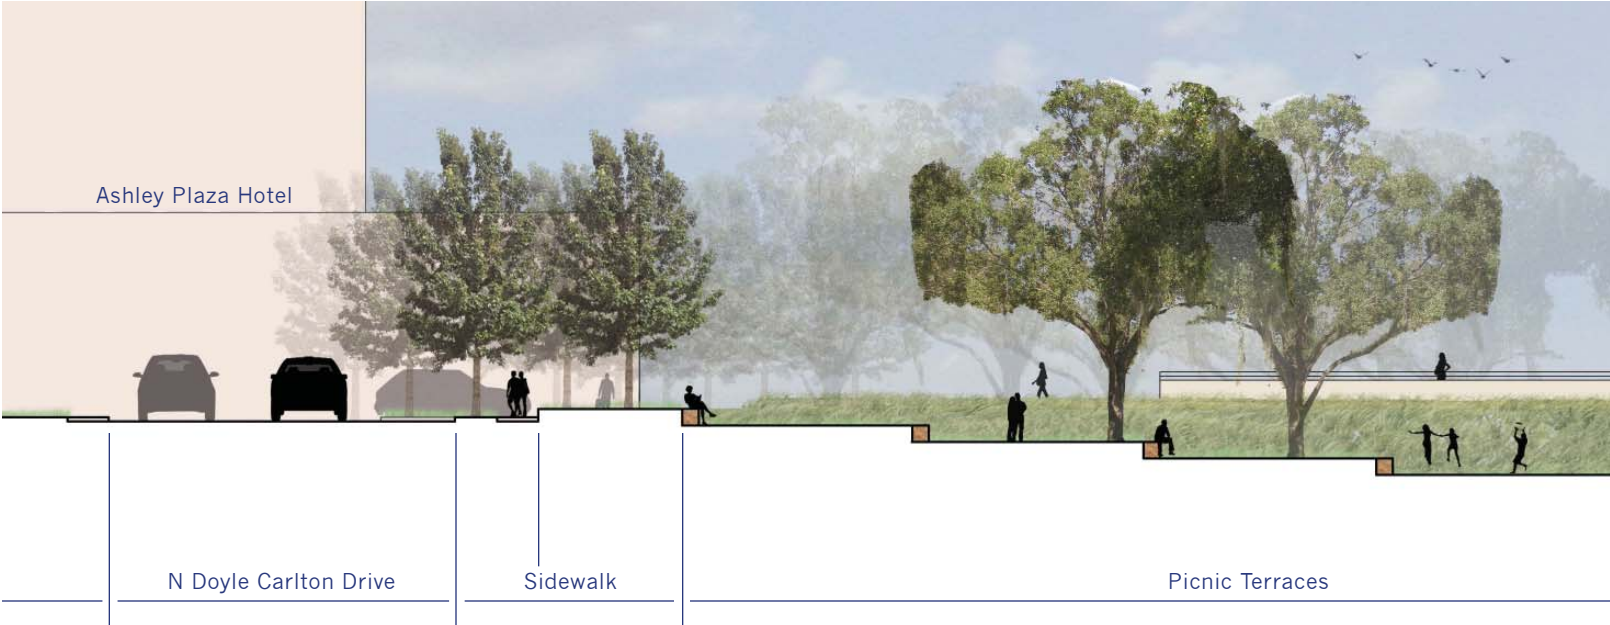 Ashley Plaza Hotel
N Doyle Carlton Drive
Sidewalk
Picnic Terraces